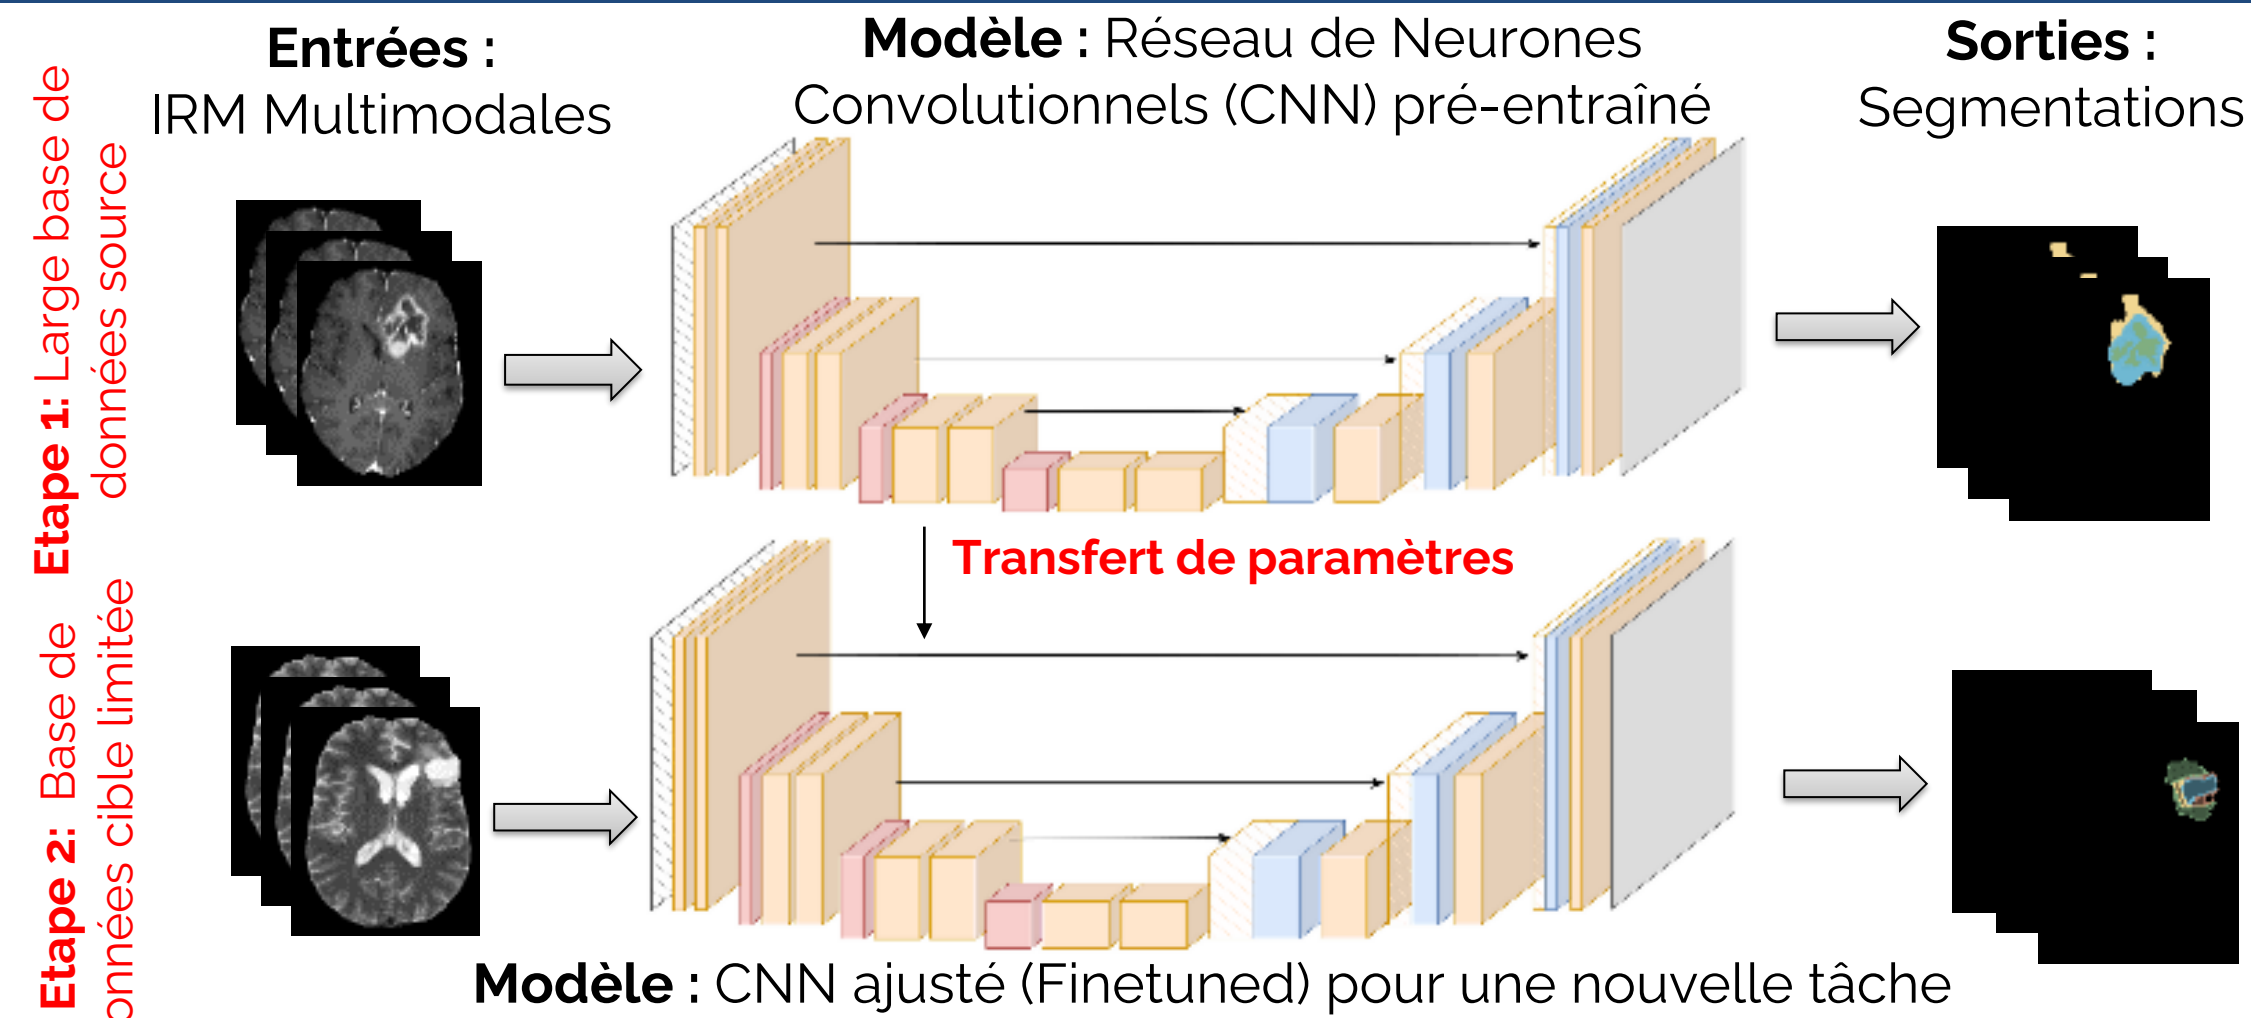 Entrées :
IRM Multimodales
Modèle : Réseau de Neurones
Convolutionnels (CNN) pré-entraîné
Sorties :
Segmentations
Etape 1: Large base de
données source
Transfert de paramètres
Etape 2: Base de
onnées cible limitée
Modèle : CNN ajusté (Finetuned) pour une nouvelle tâche